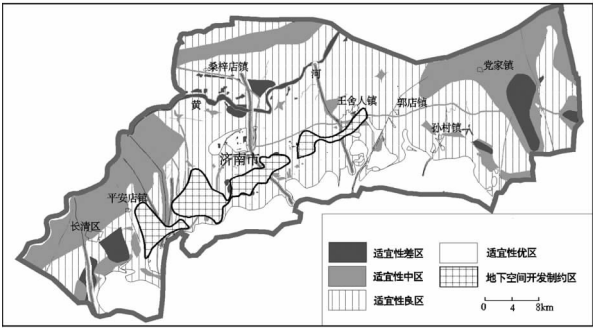 党家镇
桑梓店镇
河
黄
王舍人镇
郭店镇
孙村镇
济南市
平安店镇
长清区
适宜性差区
适宜性优区
适宜性中区
地下空间开发制约区
适宜性良区
0 4 8km